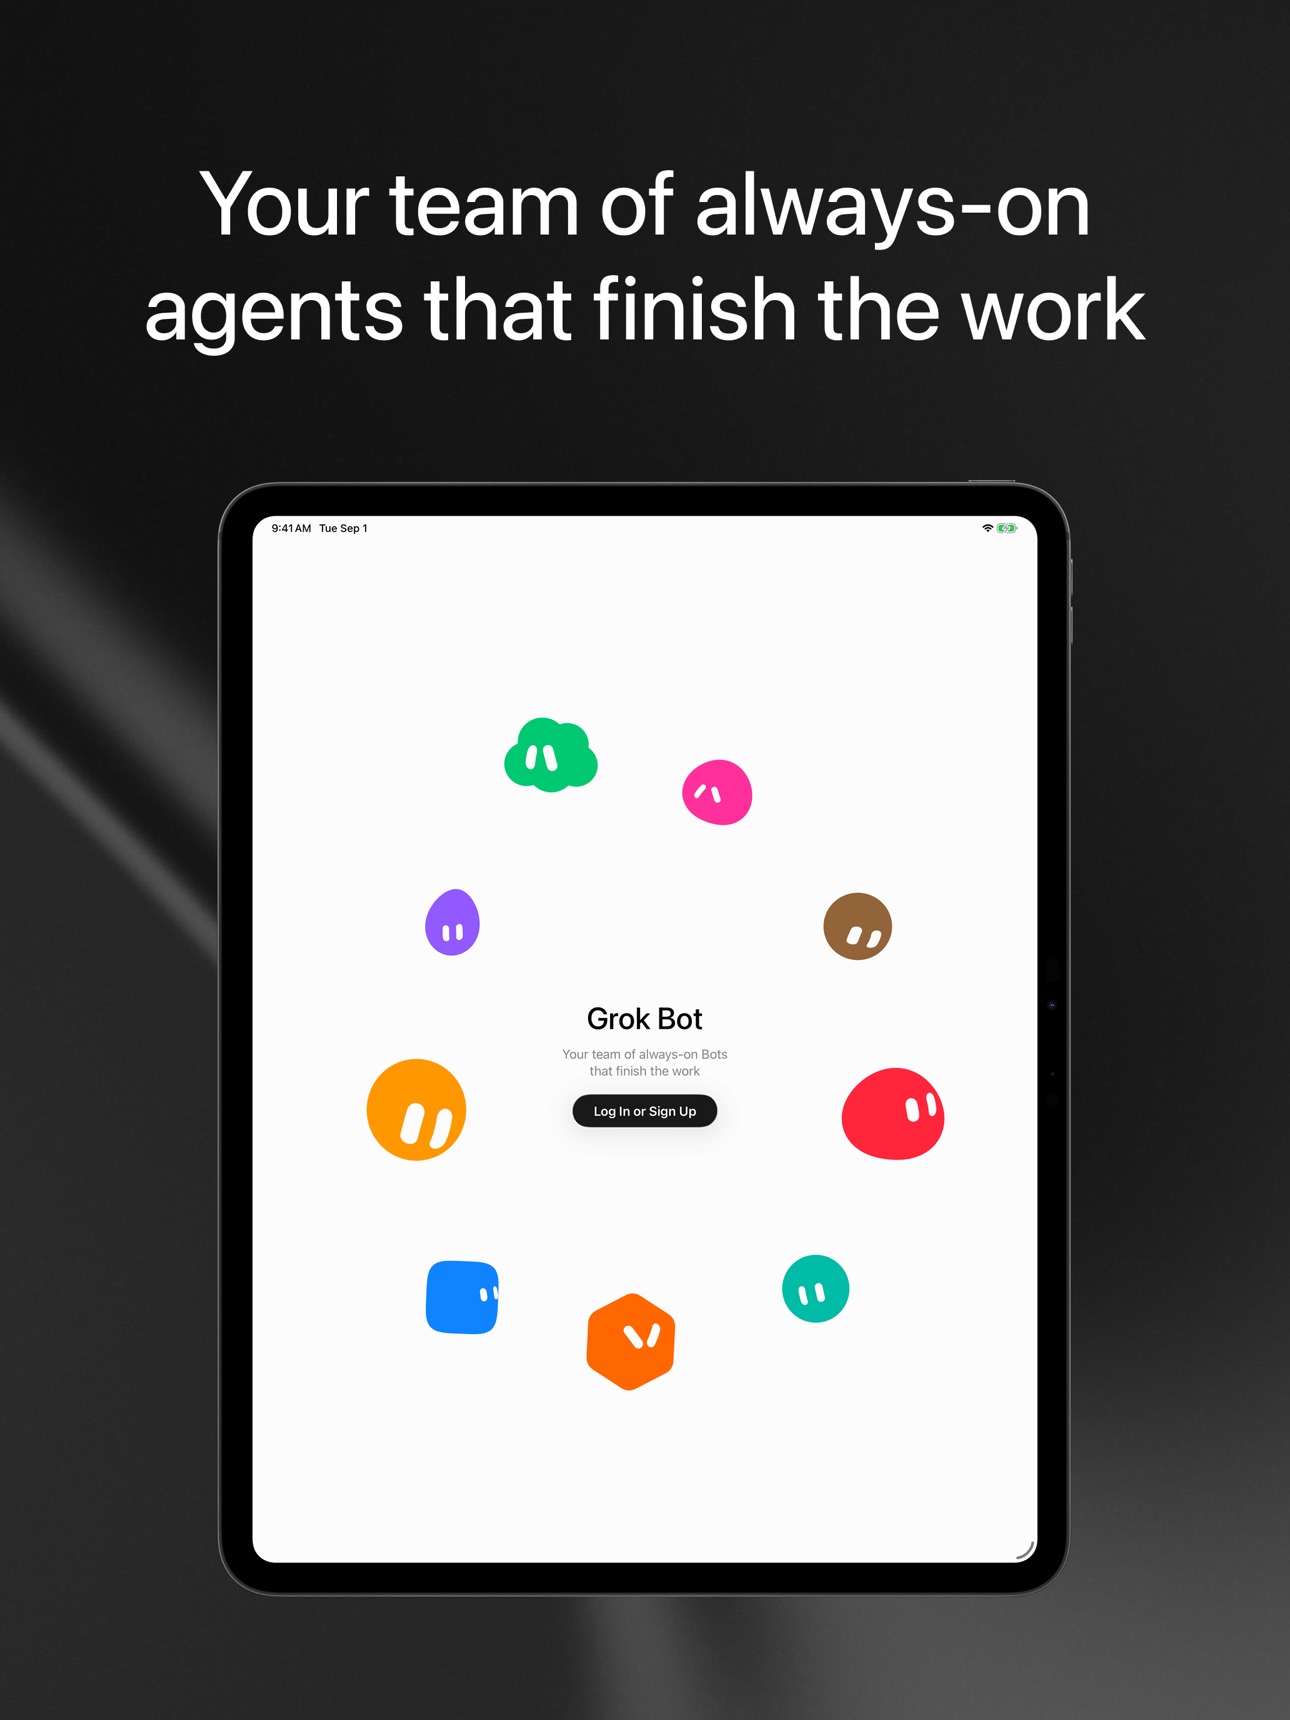 Your team of always-on
agents that finish the work
9:41 AM Tue Sep 1
Grok Bot
Your team of always-on Bots
that finish the work
Log In or Sign Up